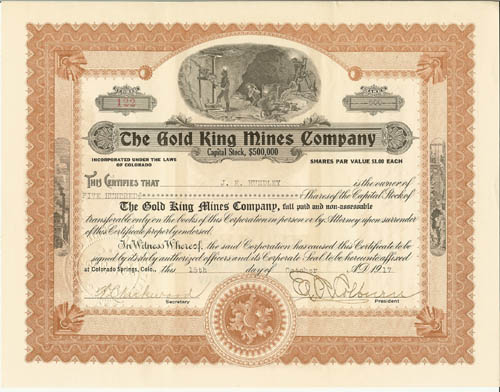 122
500
The Gold King Mines Company
Capital Stock, $500,000
INCORPORATED UNDER THE LAWS
OF COLORADO
SHARES PAR VALUE $1.00 EACH
THIS CERTIFIES THAT J. is the owner of
FIVE HUNDRED Shares of the Capital Stock of
The Gold King Mines Company, full paid and non-assessable
transferable only on the books of this Corporation in person or by Attorney upon surrender
of this Certificate properly endorsed.
In Witness Whereof, the said Corporation has caused this Certificate to be
signed by its duly authorized officers and its Corporate Seal to be hereunto affixed
at Colorado Springs, Colo., this 15th day of October A.D. 1917.
Secretary
President